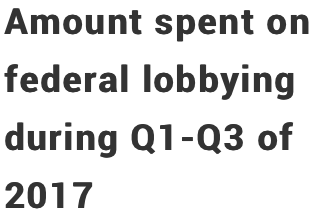 Amount spent on
federal lobbying
during Q1-Q3 of
2017